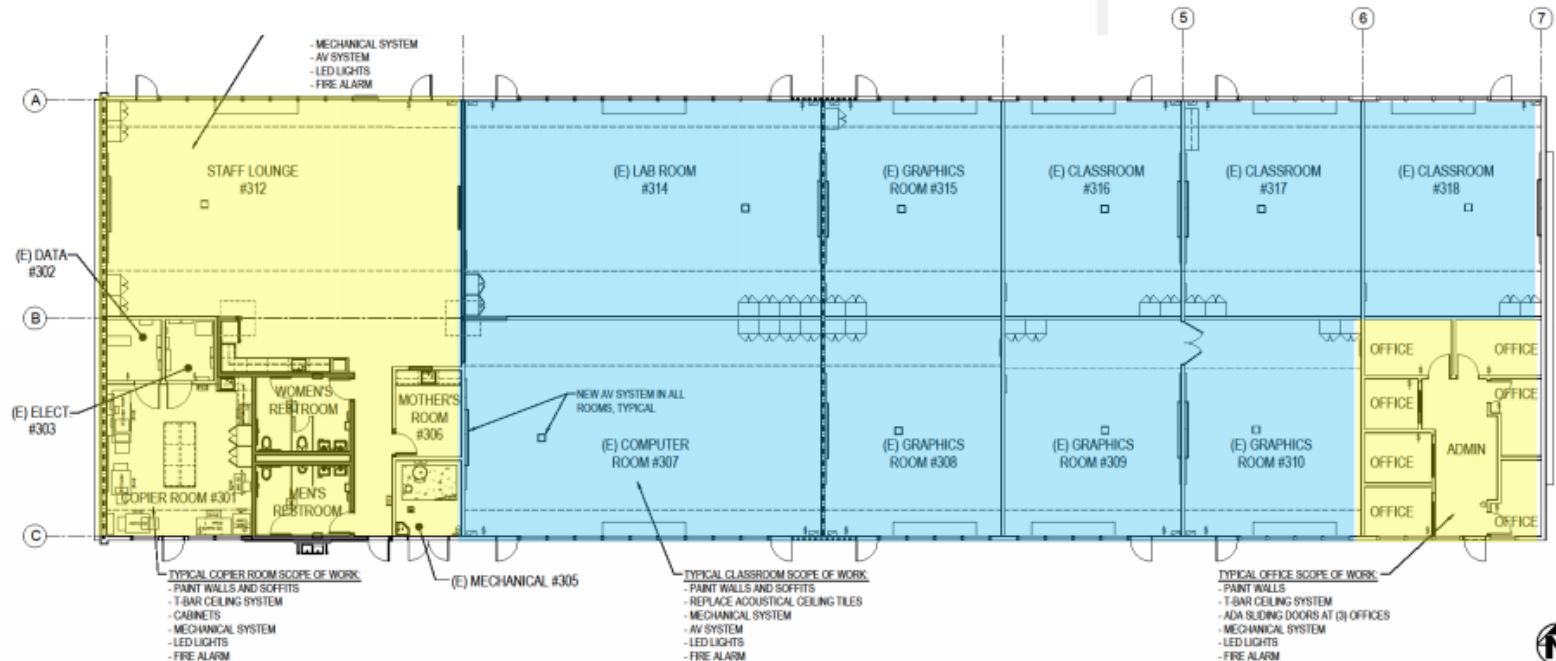 5
6
7
- MECHANICAL SYSTEM
- AV SYSTEM
- LED LIGHTS
- FIRE ALARM
A
STAFF LOUNGE
#312
(E) LAB ROOM
#314
(E) GRAPHICS
ROOM #315
(E) CLASSROOM
#316
(E) CLASSROOM
#317
(E) CLASSROOM
#318
(E) DATA
#302
B
OFFICE
OFFICE
(E) ELECT.
#303
WOMEN'S
RESTROOM
MOTHER'S
ROOM
#306
NEW AV SYSTEM IN ALL
ROOMS, TYPICAL
(E) COMPUTER
ROOM #307
(E) GRAPHICS
ROOM #308
(E) GRAPHICS
ROOM #309
(E) GRAPHICS
ROOM #310
OFFICE
OFFICE
ADMIN
OFFICE
COPIER ROOM #301
MEN'S
RESTROOM
OFFICE
OFFICE
C
(E) MECHANICAL #305
TYPICAL COPIER ROOM SCOPE OF WORK:
- PAINT WALLS AND SOFFITS
- T-BAR CEILING SYSTEM
- CABINETS
- MECHANICAL SYSTEM
- LED LIGHTS
- FIRE ALARM
TYPICAL CLASSROOM SCOPE OF WORK:
- PAINT WALLS AND SOFFITS
- REPLACE ACOUSTICAL CEILING TILES
- MECHANICAL SYSTEM
- AV SYSTEM
- LED LIGHTS
- FIRE ALARM
TYPICAL OFFICE SCOPE OF WORK:
- PAINT WALLS
- T-BAR CEILING SYSTEM
- ADA SLIDING DOORS AT (3) OFFICES
- MECHANICAL SYSTEM
- LED LIGHTS
- FIRE ALARM
N